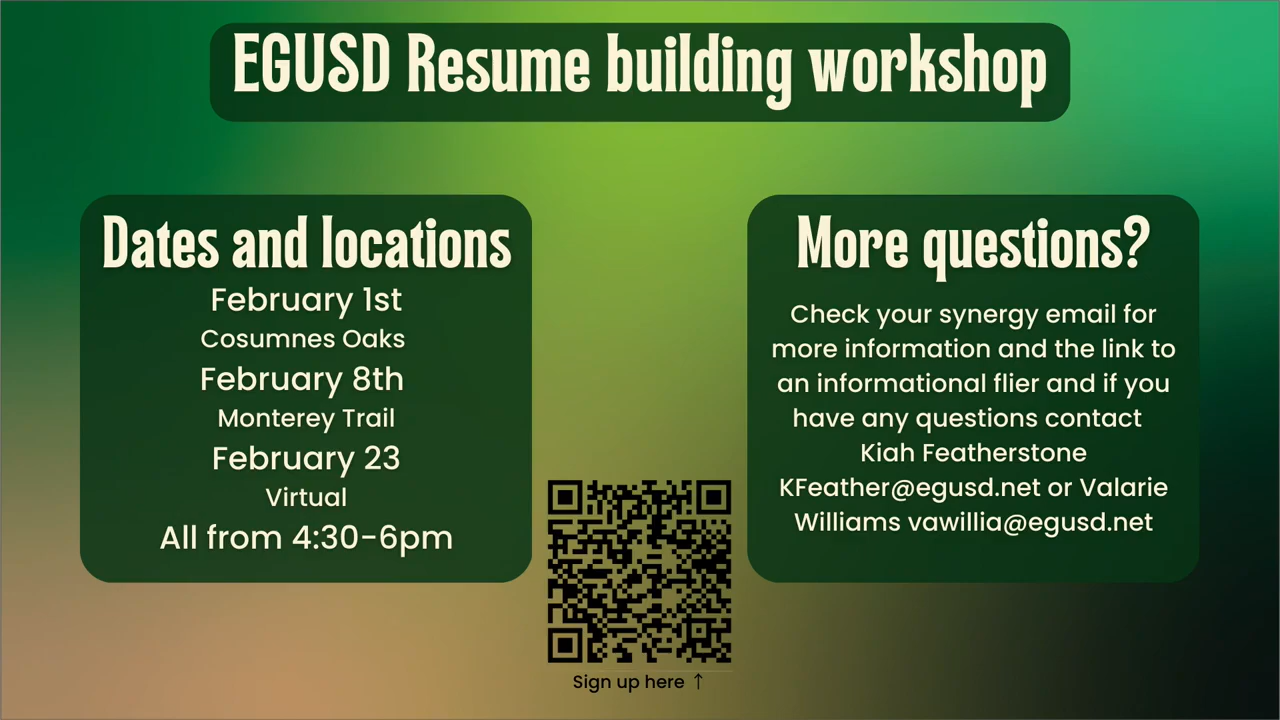 EGUSD Resume building workshop
Dates and locations
February 1st
Cosumnes Oaks
February 8th
Monterey Trail
February 23
Virtual
All from 4:30-6pm
More questions?
Check your synergy email for
more information and the link to
an informational flier and if you
have any questions contact
Kiah Featherstone
KFeather@egusd.net or Valarie
Williams vawillia@egusd.net
Sign up here ↑